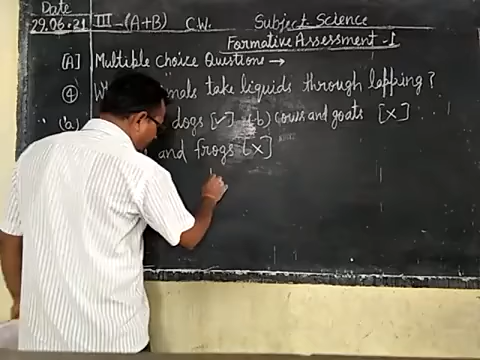 Date
29.06.21 III-(A+B) C.W. Subject Science
Formative Assessment-I
[A] Multiple Choice Questions →
④ take liquids through lapping?
(a) dogs [✓] (b) cows and goats [×]
and frogs [×]